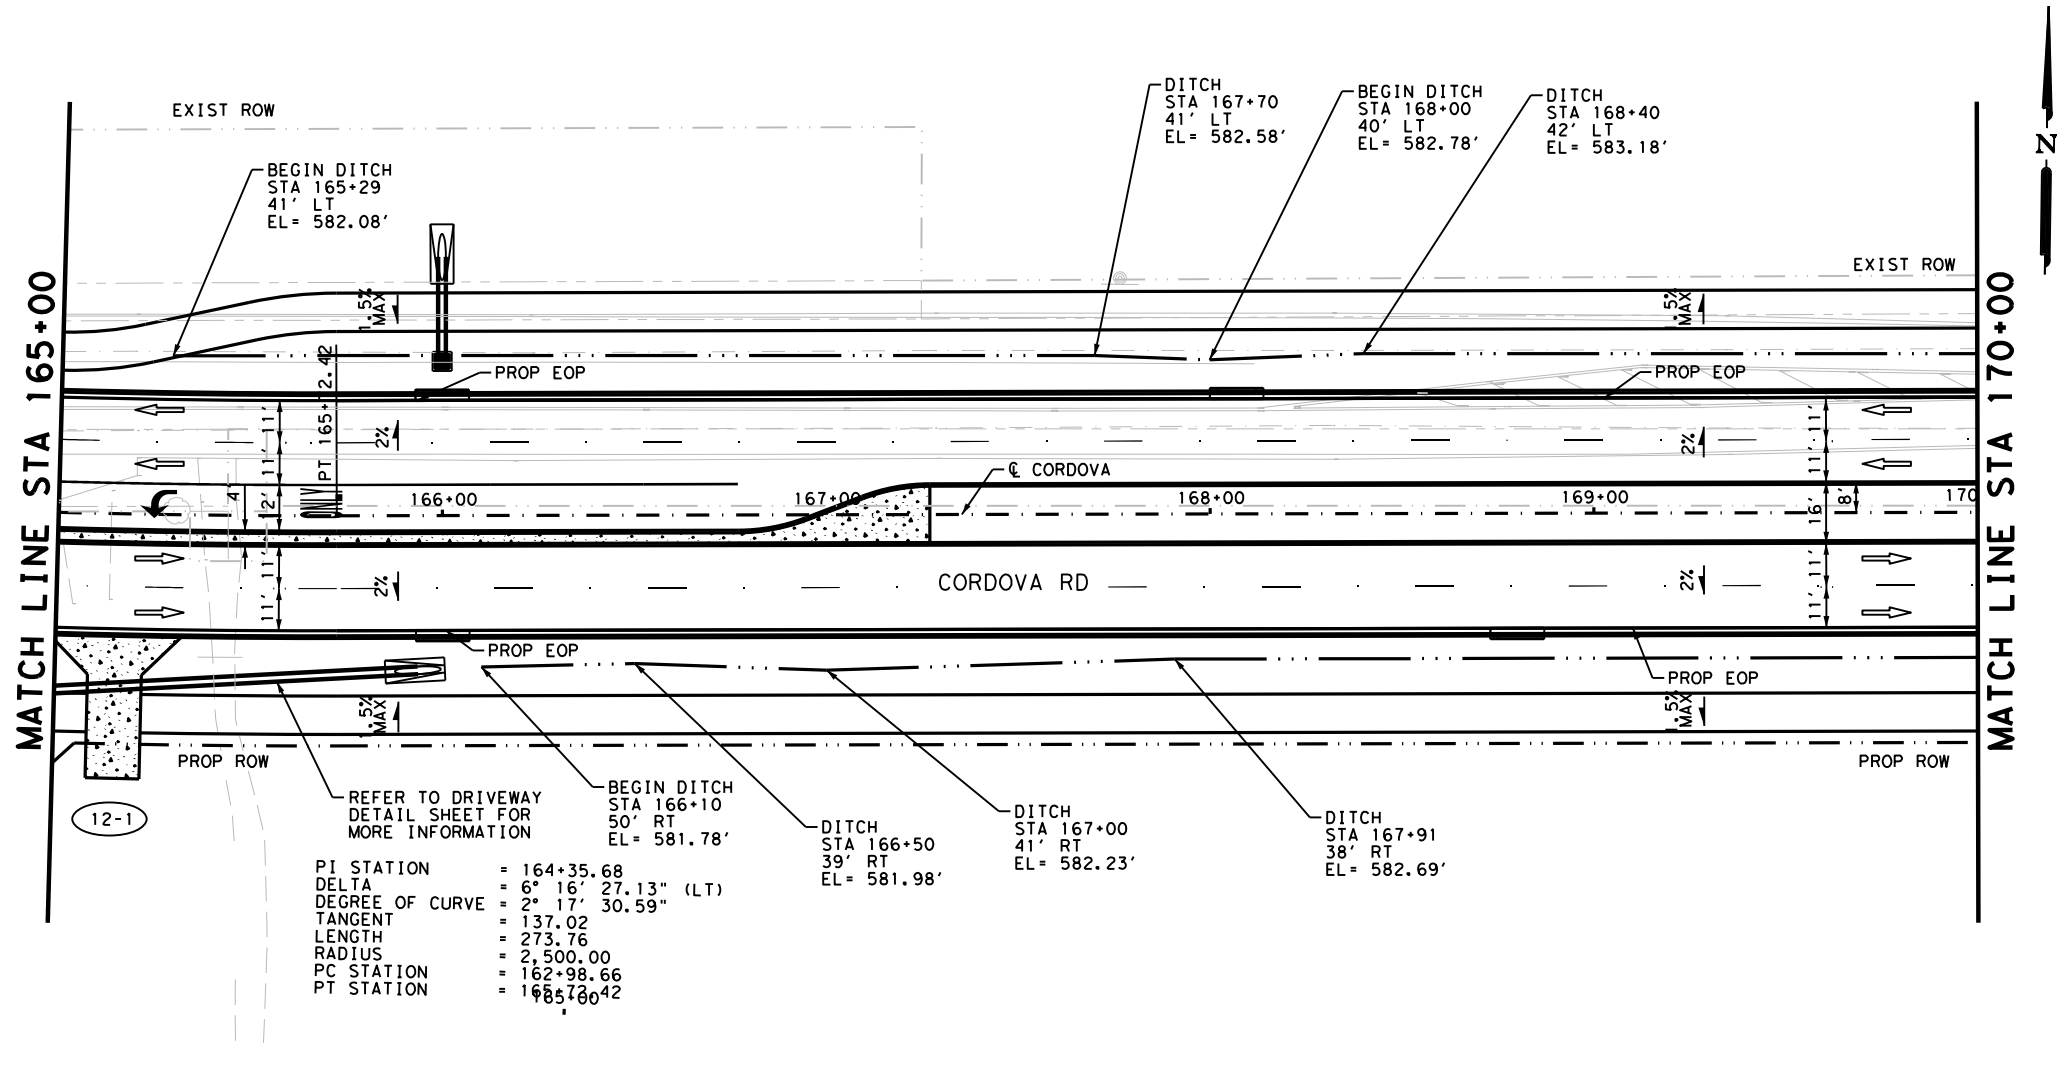 EXIST ROW
DITCH
STA 167+70
41' LT
EL= 582.58'
BEGIN DITCH
STA 168+00
40' LT
EL= 582.78'
DITCH
STA 168+40
42' LT
EL= 583.18'
N
BEGIN DITCH
STA 165+29
41' LT
EL= 582.08'
EXIST ROW
MATCH LINE STA 165+00
MATCH LINE STA 170+00
1.5%
MAX
1.5%
MAX
PROP EOP
PROP EOP
PT 165+72.42
11'
11'
12'
4'
11'
11'
2%
2%
11'
11'
16'
8'
11'
11'
℄ CORDOVA
166+00
167+00
168+00
169+00
170
2%
CORDOVA RD
2%
PROP EOP
PROP EOP
1.5%
MAX
1.5%
MAX
PROP ROW
PROP ROW
12-1
REFER TO DRIVEWAY
DETAIL SHEET FOR
MORE INFORMATION
BEGIN DITCH
STA 166+10
50' RT
EL= 581.78'
DITCH
STA 166+50
39' RT
EL= 581.98'
DITCH
STA 167+00
41' RT
EL= 582.23'
DITCH
STA 167+91
38' RT
EL= 582.69'
PI STATION = 164+35.68
DELTA = 6° 16' 27.13" (LT)
DEGREE OF CURVE = 2° 17' 30.59"
TANGENT = 137.02
LENGTH = 273.76
RADIUS = 2,500.00
PC STATION = 162+98.66
PT STATION = 165+72.42
165+00